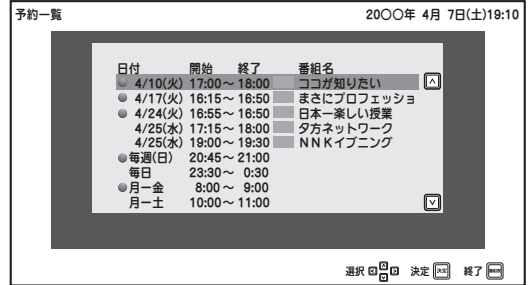 予約一覧 20〇〇年 4月 7日(土)19:10
日付 開始 終了 番組名
4/10(火) 17:00～18:00 ココが知りたい
4/17(火) 16:15～16:50 まさにプロフェッショ
4/24(火) 16:55～16:50 日本一楽しい授業
4/25(水) 17:15～18:00 夕方ネットワーク
4/25(水) 19:00～19:30 NNKイブニング
毎週(日) 20:45～21:00
毎日 23:30～ 0:30
月ー金 8:00～ 9:00
月ー土 10:00～11:00
選択 決定 決定 終了